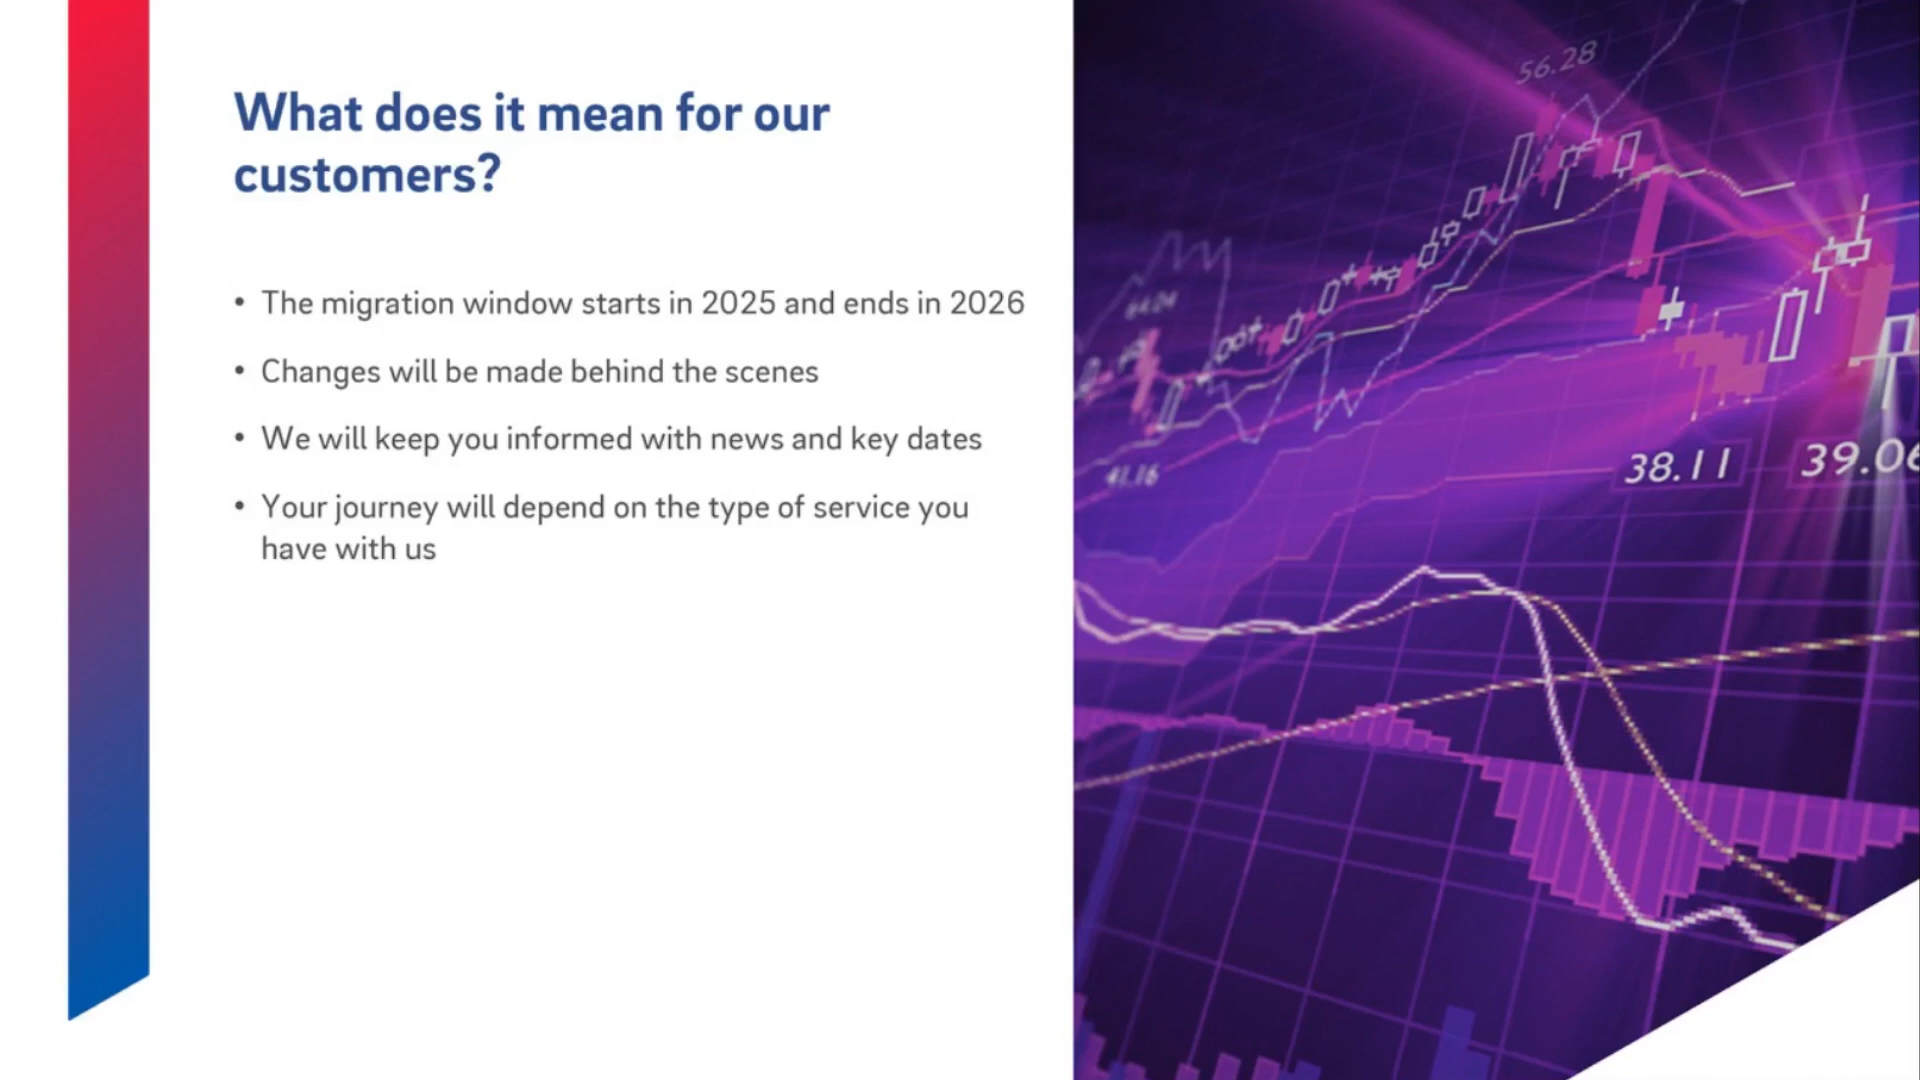 What does it mean for our
customers?
• The migration window starts in 2025 and ends in 2026
• Changes will be made behind the scenes
• We will keep you informed with news and key dates
• Your journey will depend on the type of service you
have with us
56.28
41.16
38.11